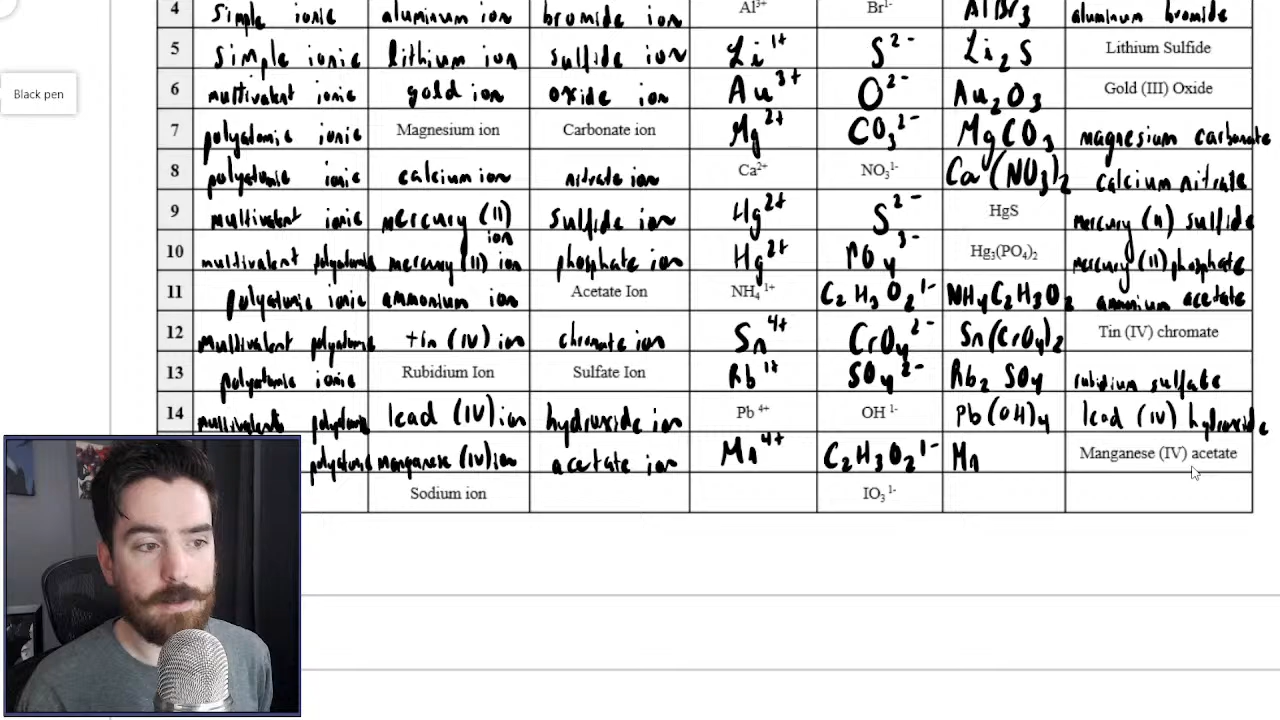 4 simple ionic aluminum ion bromide ion Al3+ Br1- AlBr3 aluminum bromide
5 simple ionic lithium ion sulfide ion Li1+ S2- Li2S Lithium Sulfide
Black pen
6 multivalent ionic gold ion oxide ion Au3+ O2- Au2O3 Gold (III) Oxide
7 polyatomic ionic Magnesium ion Carbonate ion Mg2+ CO32- MgCO3 magnesium carbonate
8 polyatomic ionic calcium ion nitrate ion Ca2+ NO31- Ca(NO3)2 calcium nitrate
9 multivalent ionic mercury (II) ion sulfide ion Hg2+ S2- HgS mercury (II) sulfide
10 multivalent polyatomic mercury (II) ion phosphate ion Hg2+ PO43- Hg3(PO4)2 mercury (II) phosphate
11 polyatomic ionic ammonium ion Acetate Ion NH41+ C2H3O21- NH4C2H3O2 ammonium acetate
12 multivalent polyatomic tin (IV) ion chromate ion Sn4+ CrO42- Sn(CrO4)2 Tin (IV) chromate
13 polyatomic ionic Rubidium Ion Sulfate Ion Rb1+ SO42- Rb2SO4 rubidium sulfate
14 multivalent polyatomic lead (IV) ion hydroxide ion Pb 4+ OH 1- Pb(OH)4 lead (IV) hydroxide
polyatomic manganese (IV) ion acetate ion Mn4+ C2H3O21- Mn Manganese (IV) acetate
Sodium ion IO31-